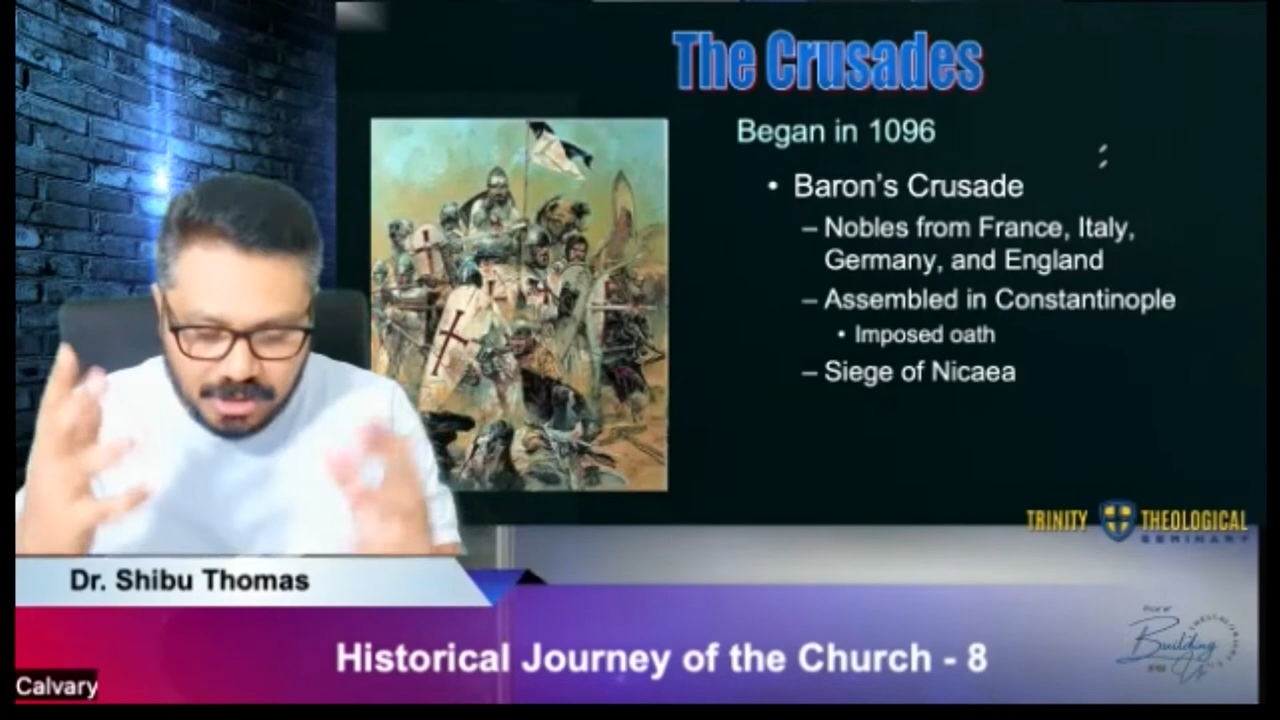 The Crusades
Began in 1096
• Baron's Crusade
– Nobles from France, Italy,
Germany, and England
– Assembled in Constantinople
• Imposed oath
– Siege of Nicaea
TRINITY THEOLOGICAL
SEMINARY
Dr. Shibu Thomas
Historical Journey of the Church - 8
Building
Up
Calvary